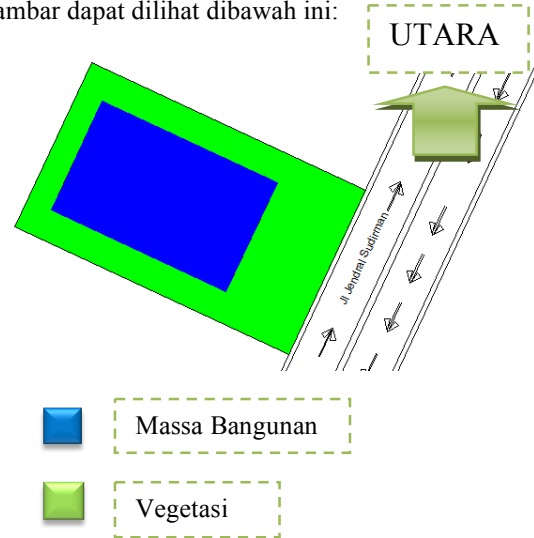 ambar dapat dilihat dibawah ini:
UTARA
Jl Jendral Sudirman
Massa Bangunan
Vegetasi